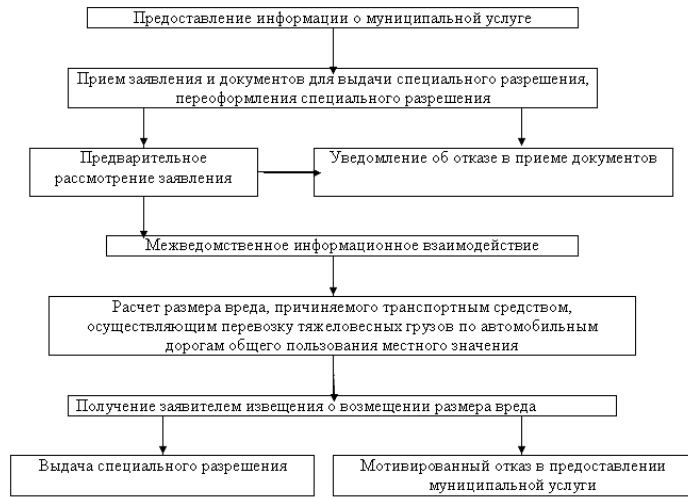 Предоставление информации о муниципальной услуге
Прием заявления и документов для выдачи специального разрешения,
переоформления специального разрешения
Предварительное
рассмотрение заявления
Уведомление об отказе в приеме документов
Межведомственное информационное взаимодействие
Расчет размера вреда, причиняемого транспортным средством,
осуществляющим перевозку тяжеловесных грузов по автомобильным
дорогам общего пользования местного значения
Получение заявителем извещения о возмещении размера вреда
Выдача специального разрешения
Мотивированный отказ в предоставлении
муниципальной услуги